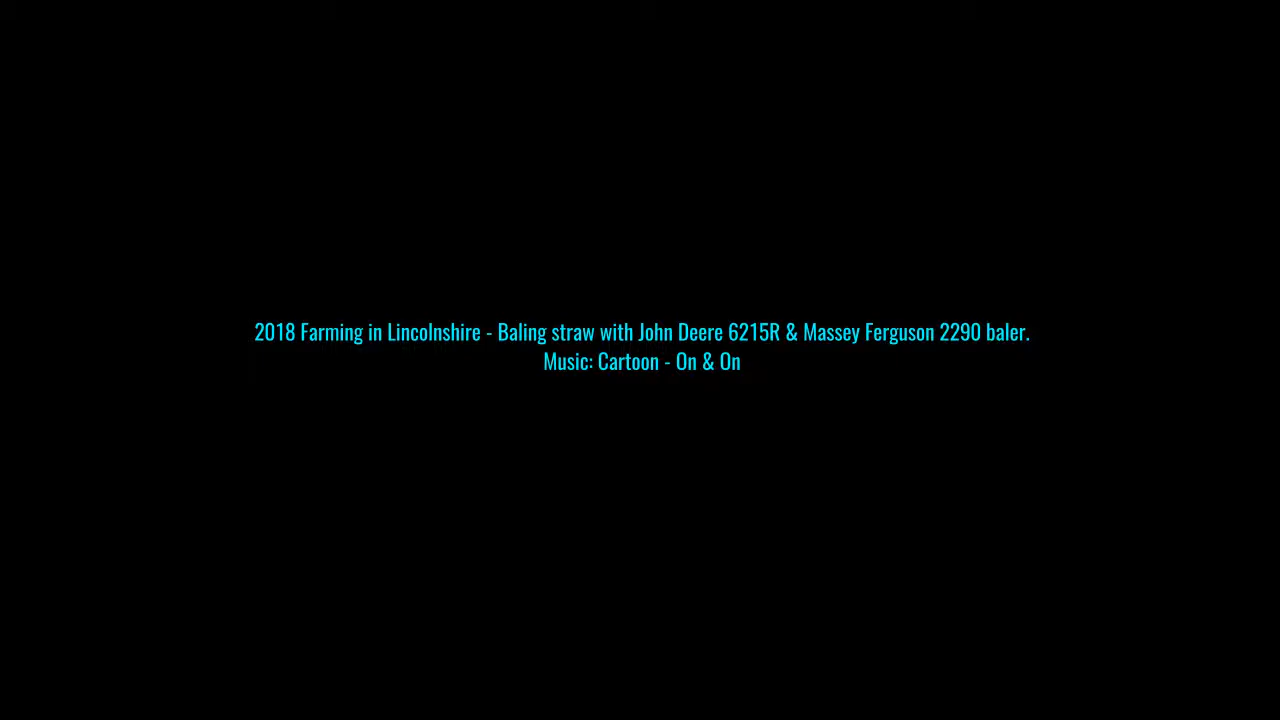 2018 Farming in Lincolnshire - Baling straw with John Deere 6215R & Massey Ferguson 2290 baler.
Music: Cartoon - On & On